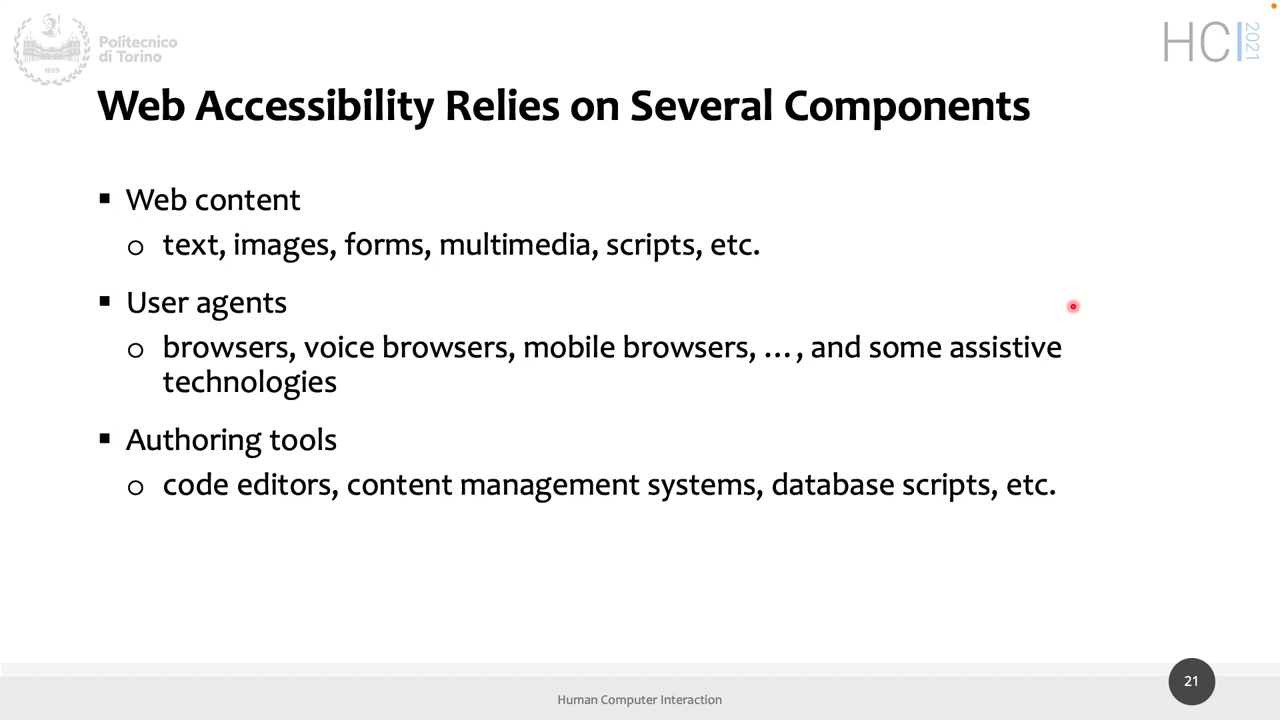 Politecnico
di Torino
1859
HCI 2021
Web Accessibility Relies on Several Components
▪ Web content
o text, images, forms, multimedia, scripts, etc.
▪ User agents
o browsers, voice browsers, mobile browsers, …, and some assistive
technologies
▪ Authoring tools
o code editors, content management systems, database scripts, etc.
21
Human Computer Interaction